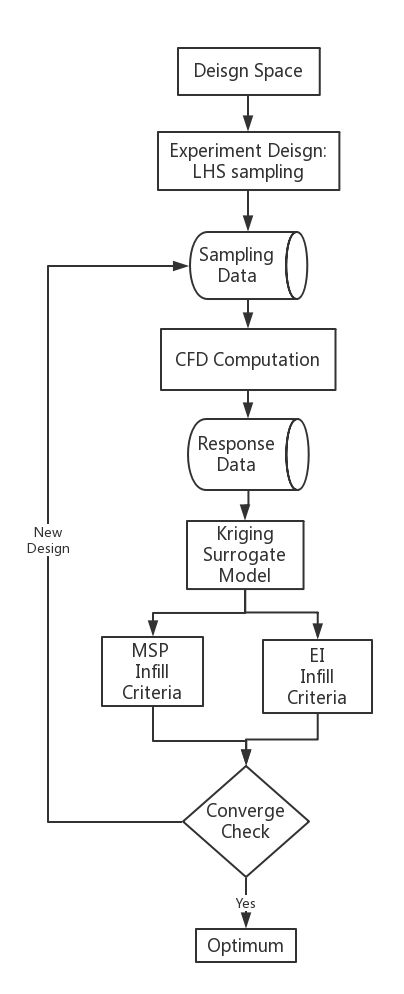 Deisgn Space
Experiment Deisgn:
LHS sampling
Sampling
Data
CFD Computation
Response
Data
New
Design
Kriging
Surrogate
Model
MSP
Infill
Criteria
EI
Infill
Criteria
Converge
Check
Yes
Optimum